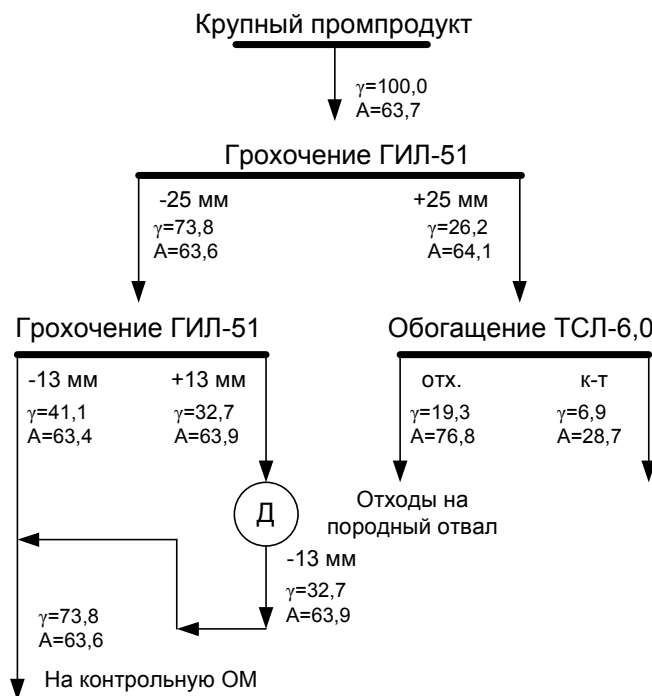 Крупный промпродукт
γ=100,0
А=63,7
Грохочение ГИЛ-51
-25 мм
γ=73,8
А=63,6
+25 мм
γ=26,2
А=64,1
Грохочение ГИЛ-51
-13 мм
γ=41,1
А=63,4
+13 мм
γ=32,7
А=63,9
Обогащение ТСЛ-6,0
отх.
γ=19,3
А=76,8
к-т
γ=6,9
А=28,7
Д
Отходы на
породный отвал
-13 мм
γ=32,7
А=63,9
γ=73,8
А=63,6
На контрольную ОМ